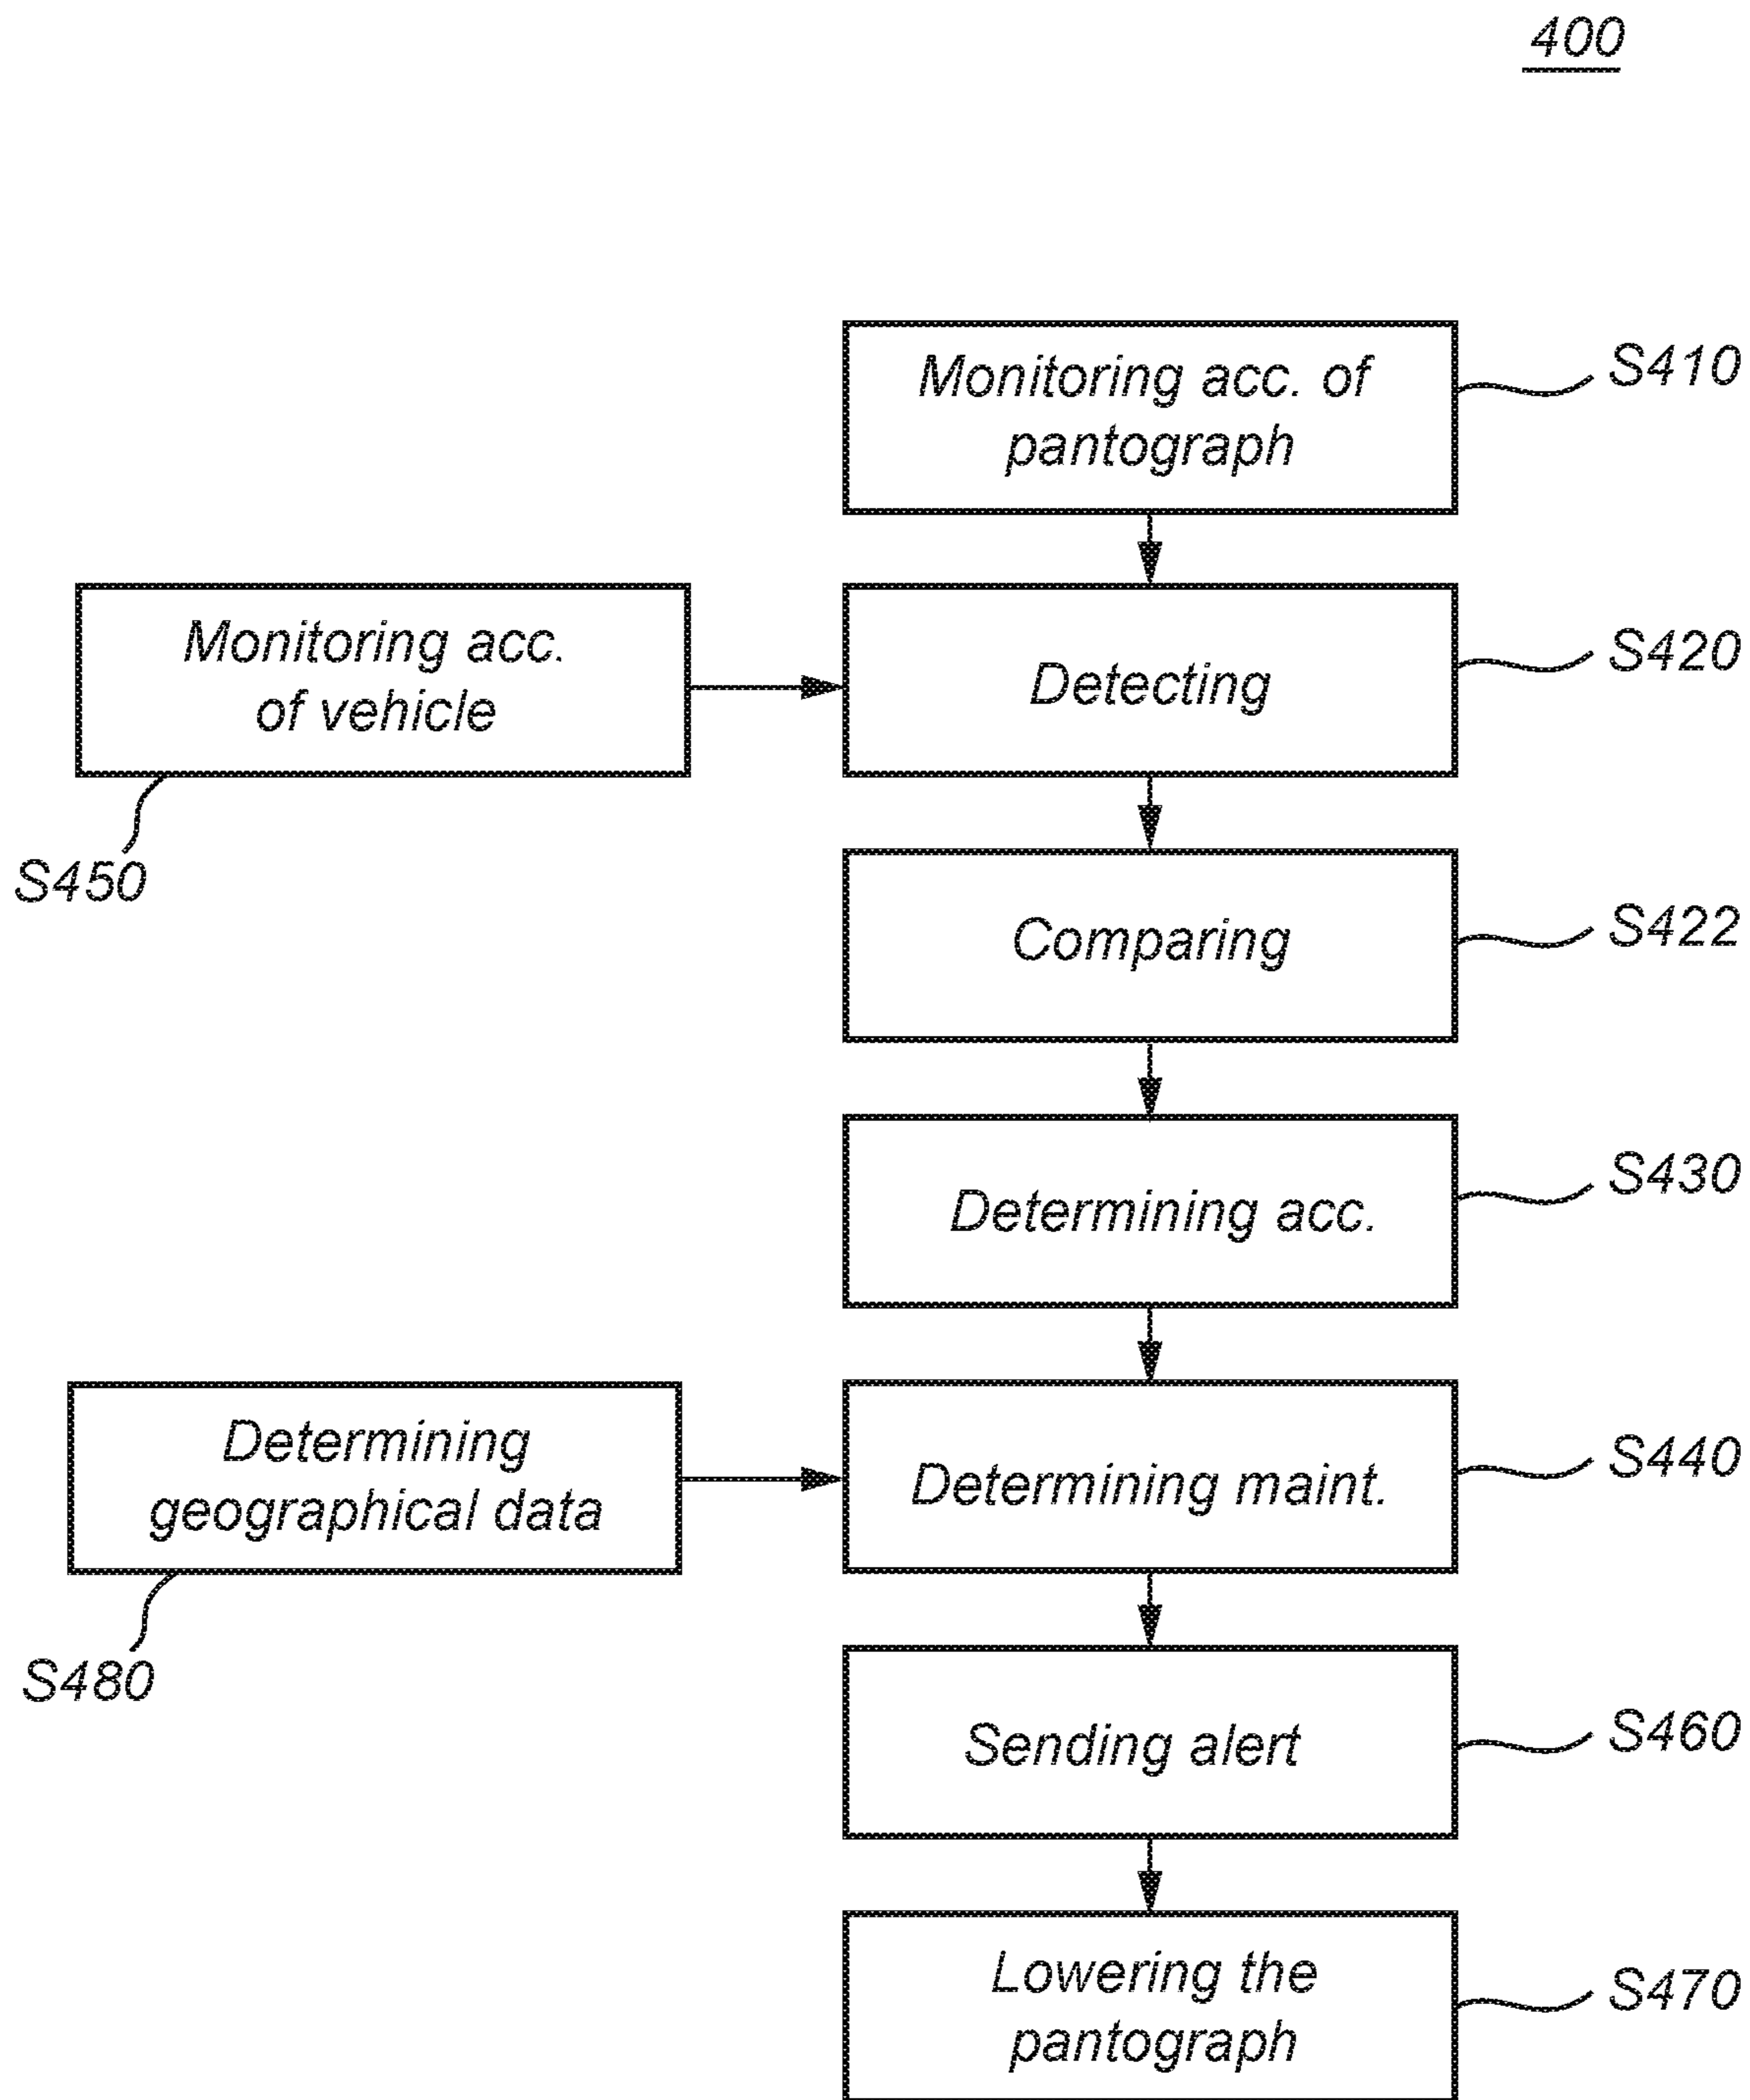 400
Monitoring acc. of
pantograph
S410
Monitoring acc.
of vehicle
S450
Detecting
S420
Comparing
S422
Determining acc.
S430
Determining
geographical data
S480
Determining maint.
S440
Sending alert
S460
Lowering the
pantograph
S470